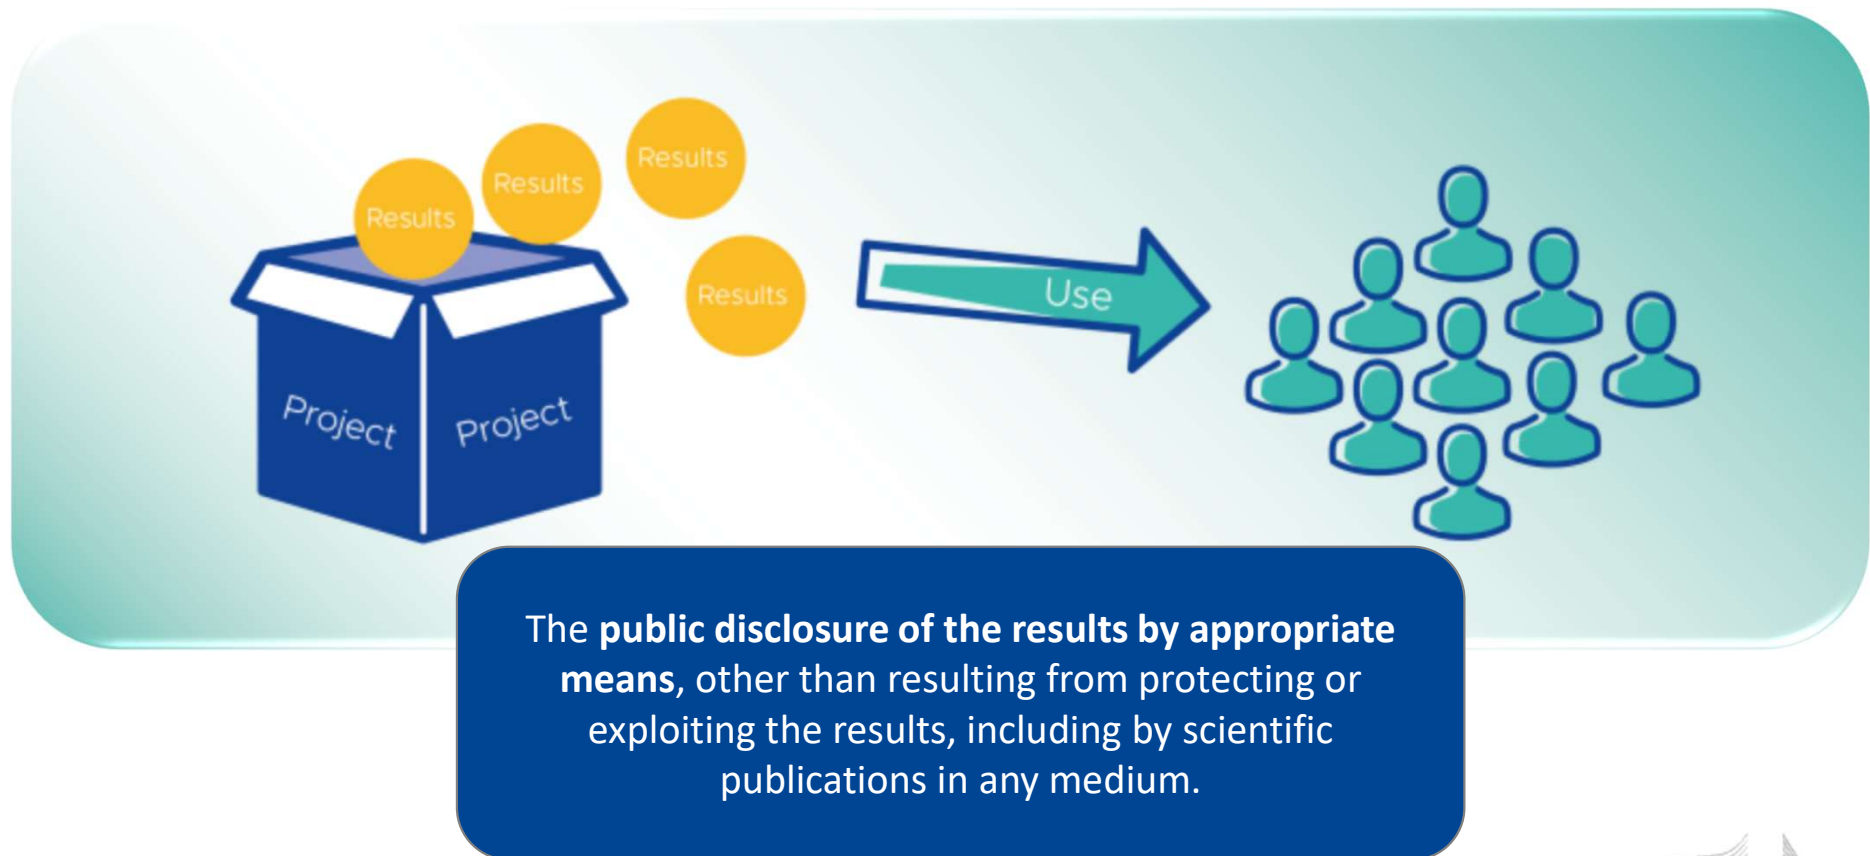 Results
Results
Results
Results
Use
Project Project
The public disclosure of the results by appropriate
means, other than resulting from protecting or
exploiting the results, including by scientific
publications in any medium.